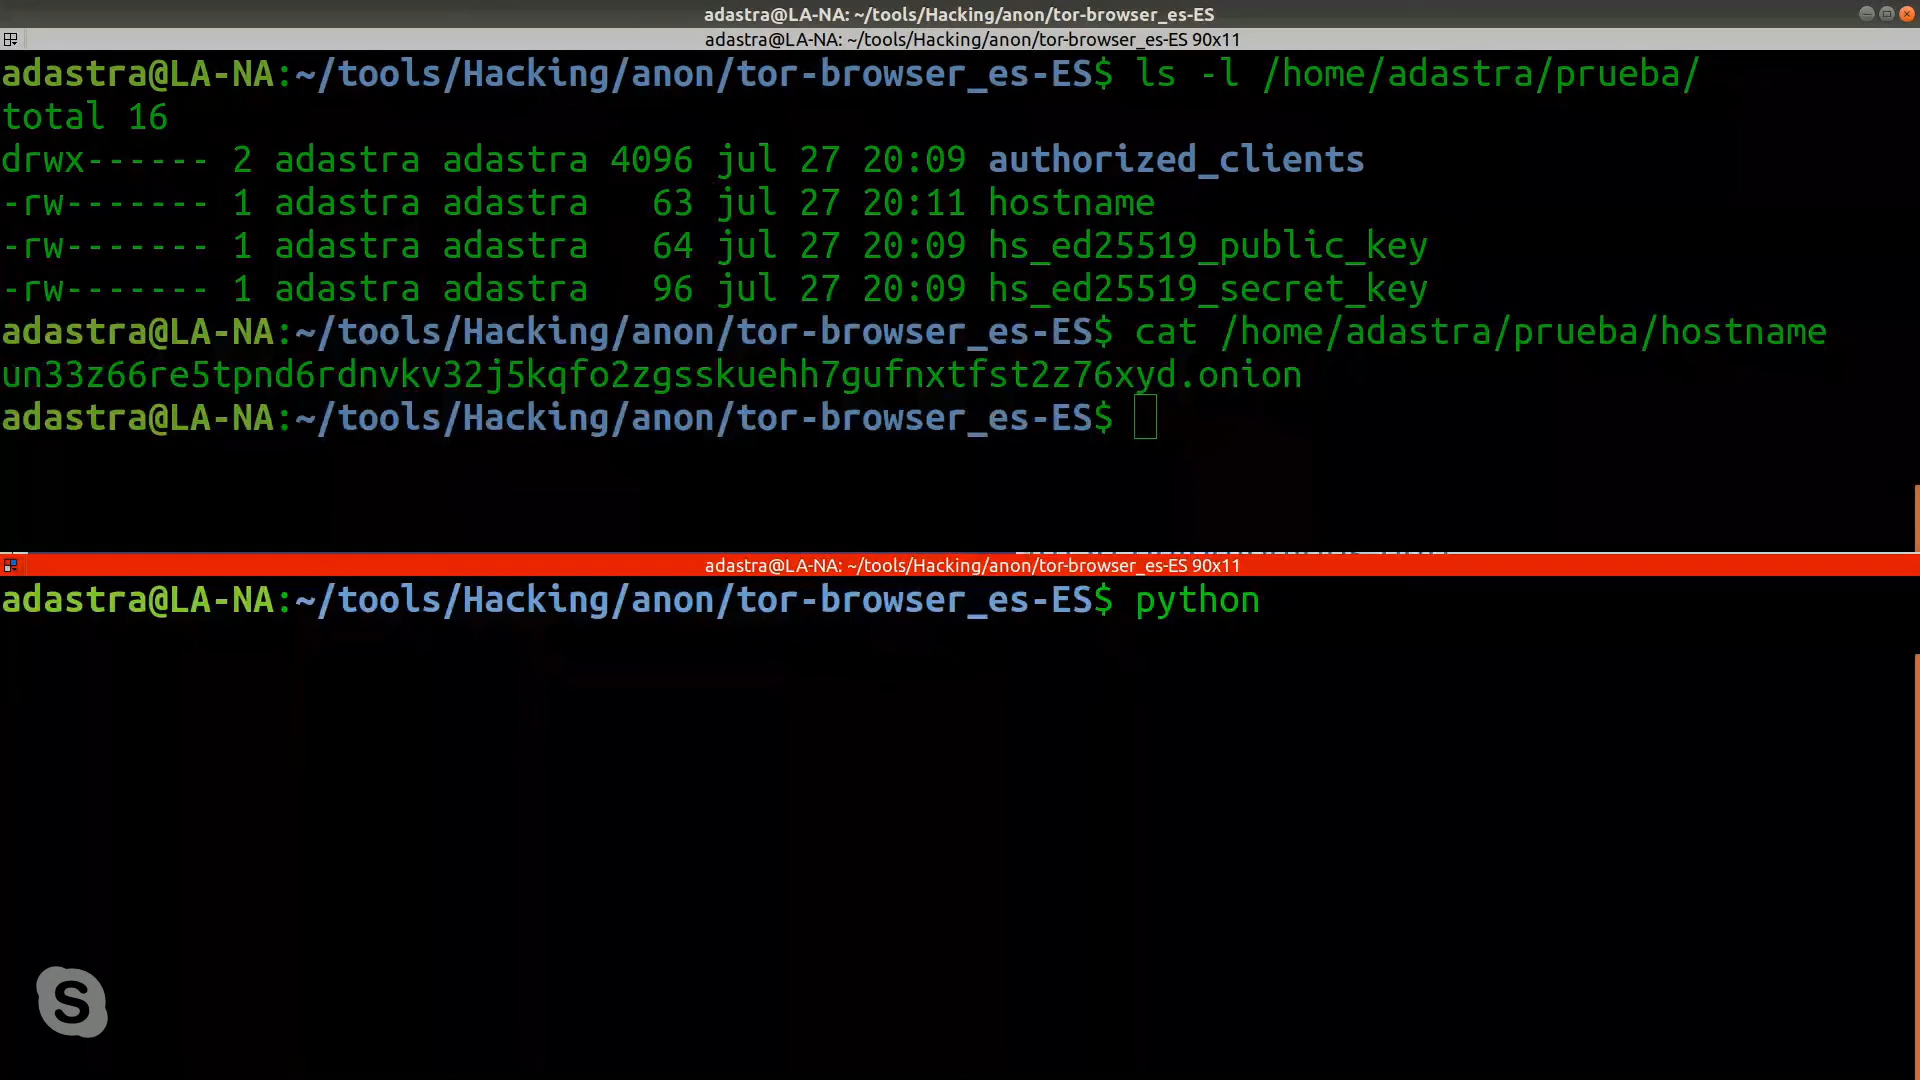 adastra@LA-NA: ~/tools/Hacking/anon/tor-browser_es-ES
adastra@LA-NA: ~/tools/Hacking/anon/tor-browser_es-ES 90x11
adastra@LA-NA:~/tools/Hacking/anon/tor-browser_es-ES$ ls -l /home/adastra/prueba/
total 16
drwx------ 2 adastra adastra 4096 jul 27 20:09 authorized_clients
-rw------- 1 adastra adastra   63 jul 27 20:11 hostname
-rw------- 1 adastra adastra   64 jul 27 20:09 hs_ed25519_public_key
-rw------- 1 adastra adastra   96 jul 27 20:09 hs_ed25519_secret_key
adastra@LA-NA:~/tools/Hacking/anon/tor-browser_es-ES$ cat /home/adastra/prueba/hostname
un33z66re5tpnd6rdnvkv32j5kqfo2zgsskuehh7gufnxtfst2z76xyd.onion
adastra@LA-NA:~/tools/Hacking/anon/tor-browser_es-ES$
adastra@LA-NA: ~/tools/Hacking/anon/tor-browser_es-ES 90x11
adastra@LA-NA:~/tools/Hacking/anon/tor-browser_es-ES$ python
S